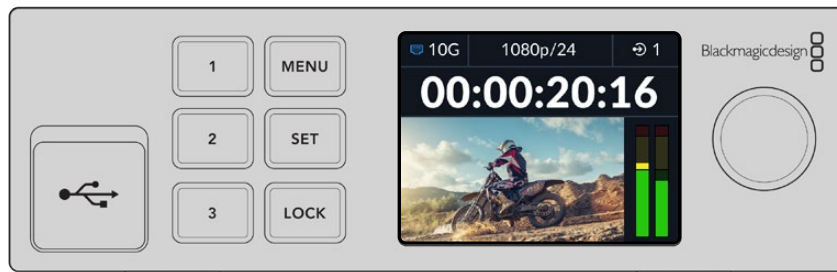 1
MENU
2
SET
3
LOCK
10G 1080p/24 1
00:00:20:16
Blackmagicdesign